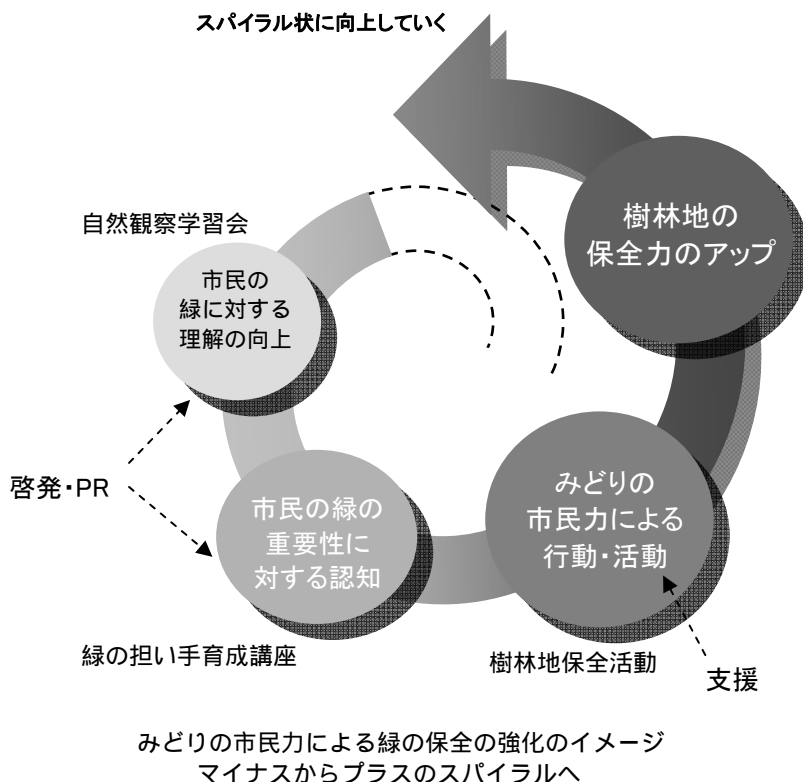 スパイラル状に向上していく
樹林地の
保全力のアップ
自然観察学習会
市民の
緑に対する
理解の向上
啓発・PR
市民の緑の
重要性に
対する認知
みどりの
市民力による
行動・活動
緑の担い手育成講座
樹林地保全活動
支援
みどりの市民力による緑の保全の強化のイメージ
マイナスからプラスのスパイラルへ